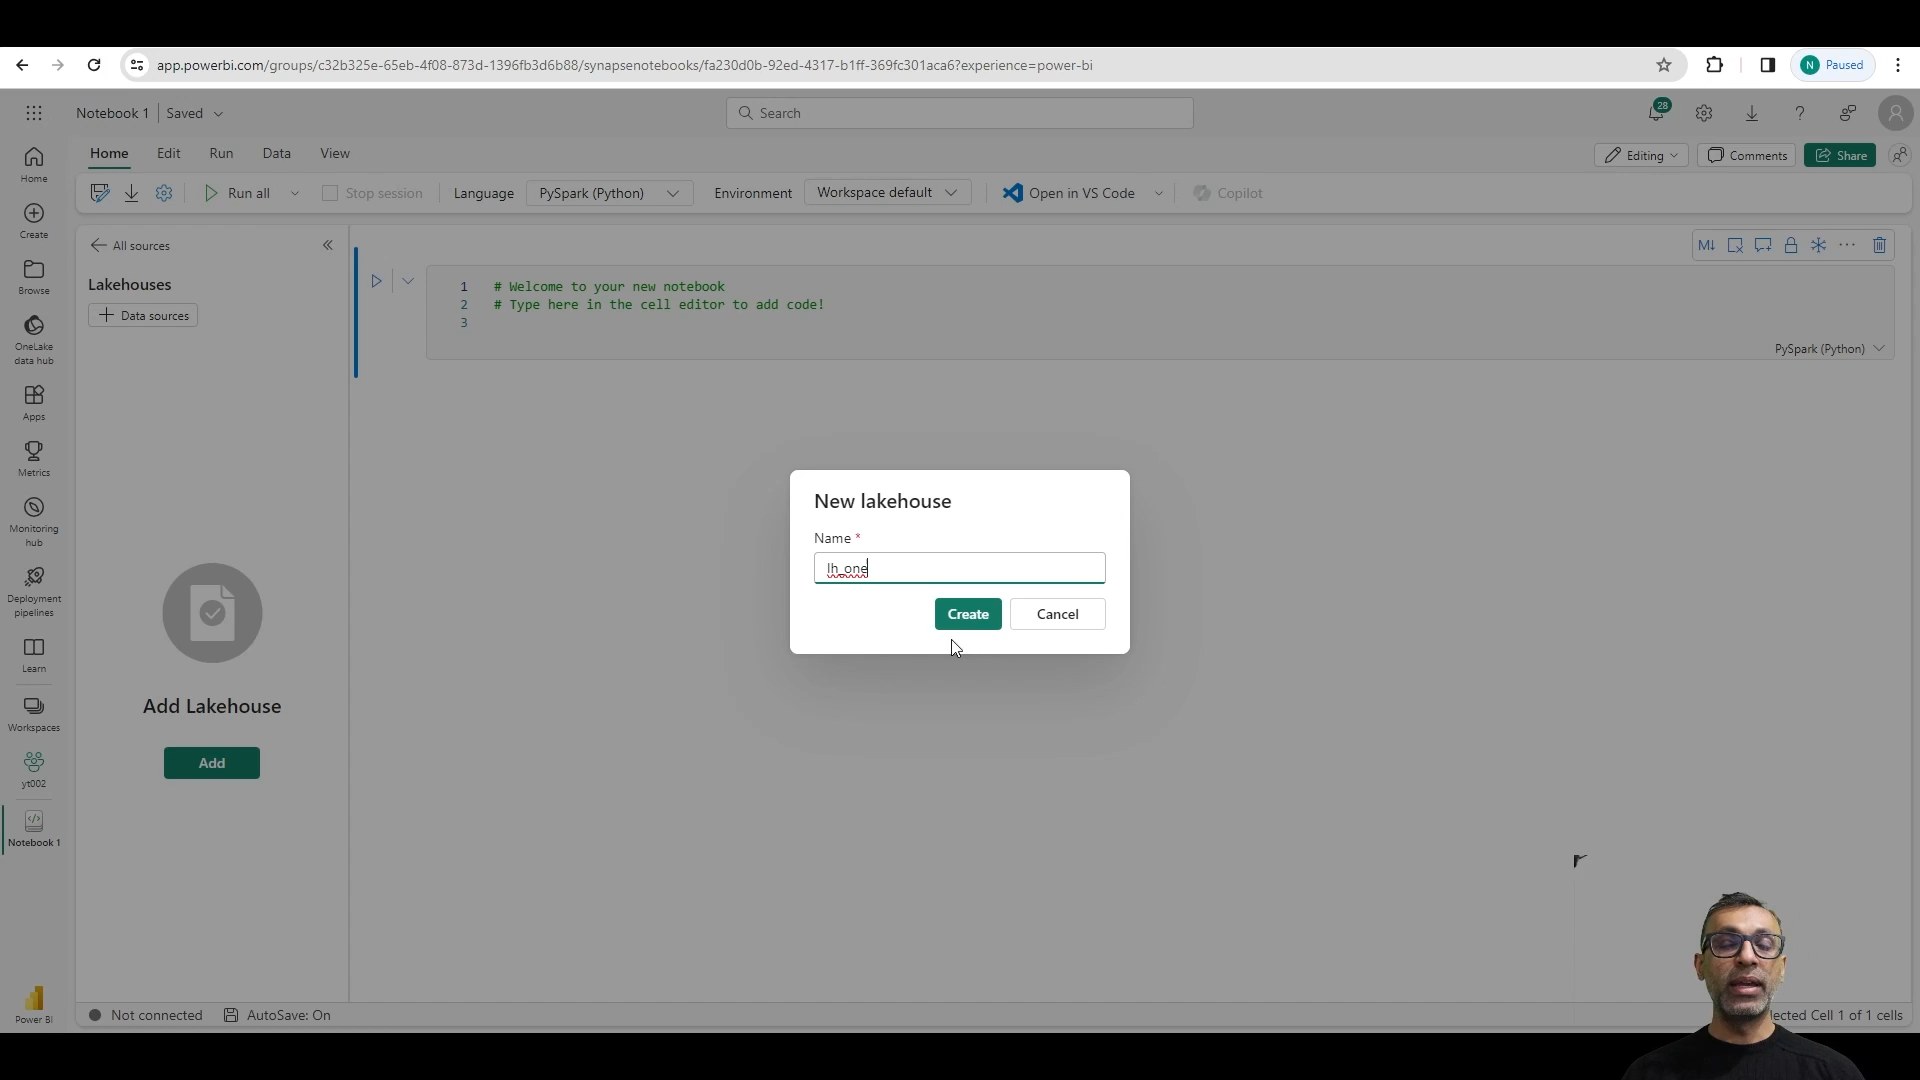 app.powerbi.com/groups/c32b325e-65eb-4f08-873d-1396fb3d6b88/synapsenotebooks/fa230d0b-92ed-4317-b1ff-369fc301aca6?experience=power-bi
N Paused
Notebook 1 Saved
Search
28
Home Edit Run Data View
Editing Comments Share
Run all Stop session Language PySpark (Python) Environment Workspace default Open in VS Code Copilot
Home
Create
Browse
OneLake
data hub
Apps
Metrics
Monitoring
hub
Deployment
pipelines
Learn
Workspaces
yt002
Notebook 1
Power BI
All sources
Lakehouses
Data sources
Add Lakehouse
Add
M↓
1 # Welcome to your new notebook
2 # Type here in the cell editor to add code!
3
PySpark (Python)
New lakehouse
Name *
lh_one
Create Cancel
Not connected AutoSave: On
ected Cell 1 of 1 cells